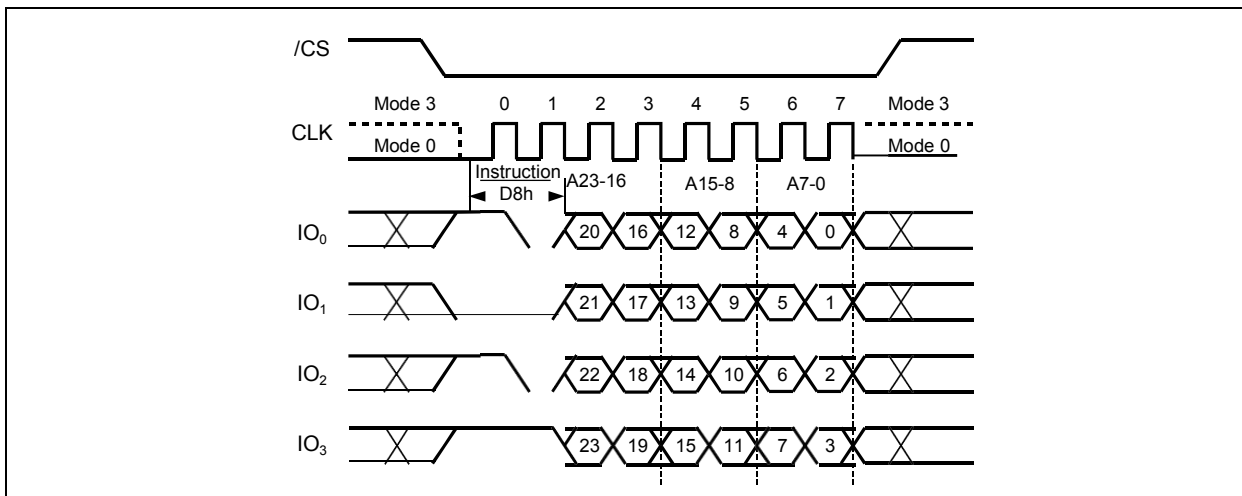 /CS
Mode 3 0 1 2 3 4 5 6 7 Mode 3
CLK
Mode 0 Mode 0
Instruction
D8h
A23-16 A15-8 A7-0
IO0 20 16 12 8 4 0
IO1 21 17 13 9 5 1
IO2 22 18 14 10 6 2
IO3 23 19 15 11 7 3